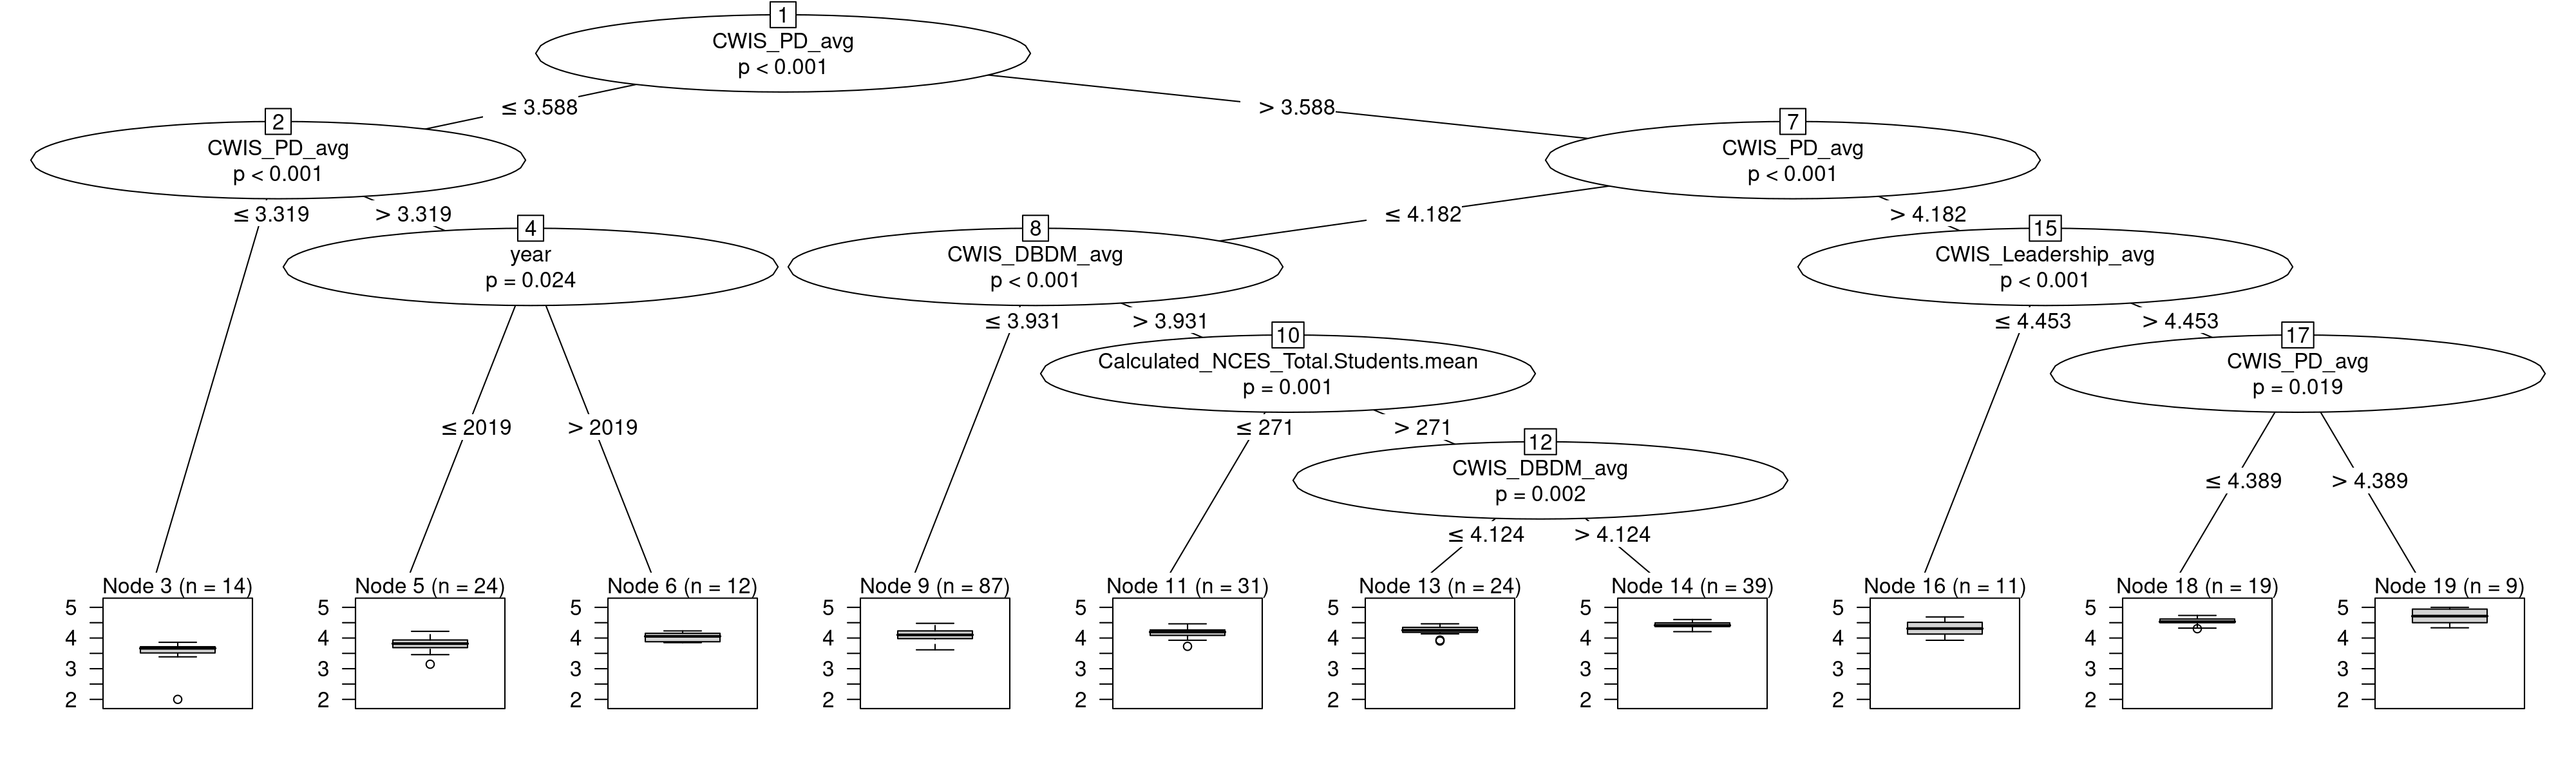 1
CWIS_PD_avg
p < 0.001
≤ 3.588
> 3.588
2
CWIS_PD_avg
p < 0.001
7
CWIS_PD_avg
p < 0.001
≤ 3.319
> 3.319
≤ 4.182
> 4.182
4
year
p = 0.024
8
CWIS_DBDM_avg
p < 0.001
15
CWIS_Leadership_avg
p < 0.001
≤ 3.931
> 3.931
≤ 4.453
> 4.453
10
Calculated_NCES_Total.Students.mean
p = 0.001
17
CWIS_PD_avg
p = 0.019
≤ 2019
> 2019
≤ 271
> 271
12
CWIS_DBDM_avg
p = 0.002
≤ 4.389
> 4.389
≤ 4.124
> 4.124
Node 3 (n = 14)
5
4
3
2
Node 5 (n = 24)
5
4
3
2
Node 6 (n = 12)
5
4
3
2
Node 9 (n = 87)
5
4
3
2
Node 11 (n = 31)
5
4
3
2
Node 13 (n = 24)
5
4
3
2
Node 14 (n = 39)
5
4
3
2
Node 16 (n = 11)
5
4
3
2
Node 18 (n = 19)
5
4
3
2
Node 19 (n = 9)
5
4
3
2